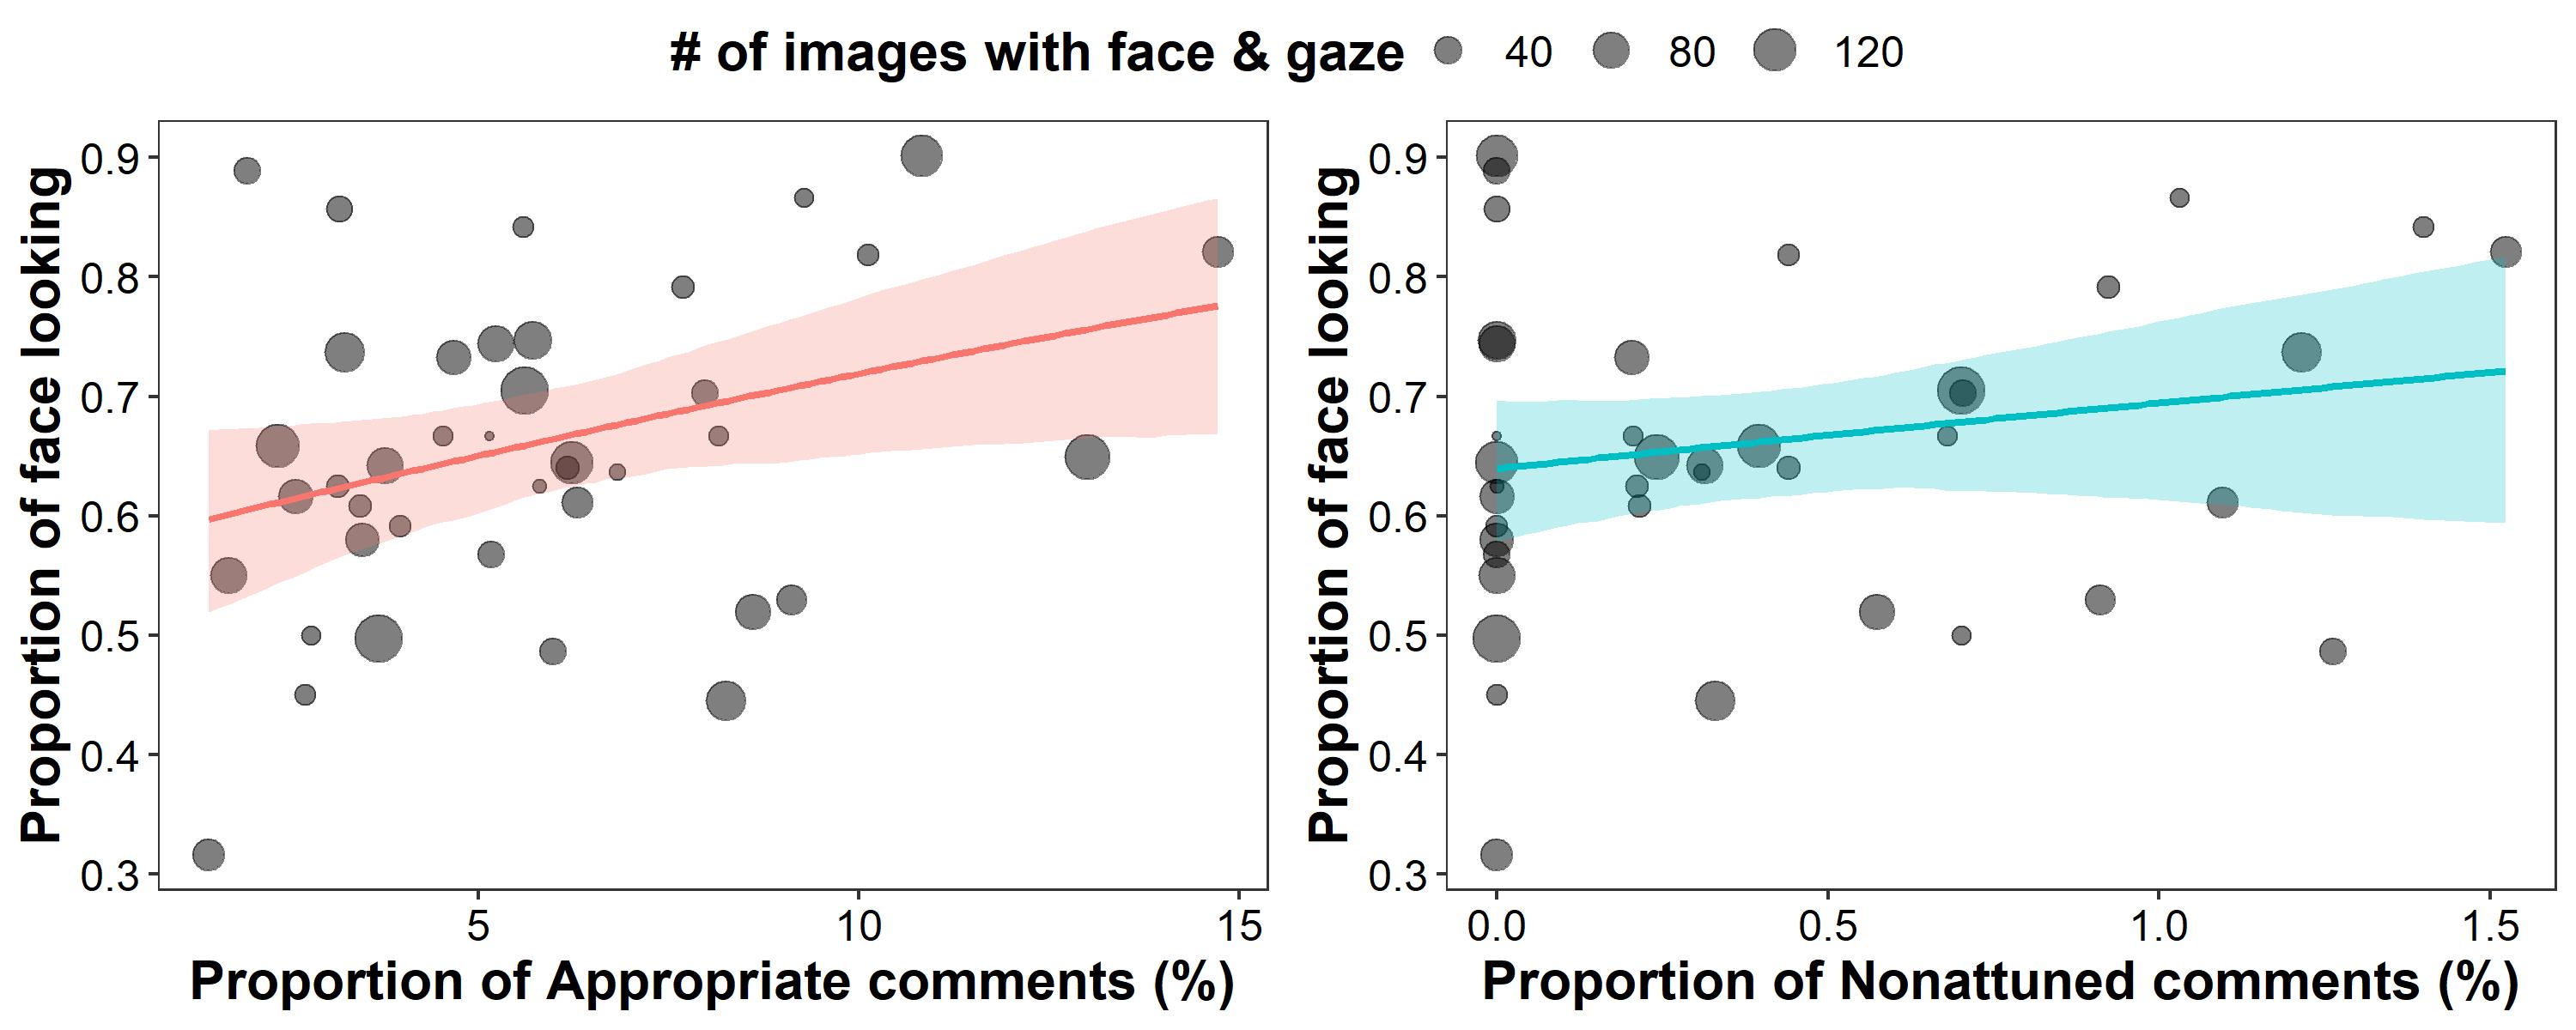 # of images with face & gaze 40 80 120
Proportion of face looking
0.9
0.8
0.7
0.6
0.5
0.4
0.3
5 10 15
Proportion of Appropriate comments (%)
Proportion of face looking
0.9
0.8
0.7
0.6
0.5
0.4
0.3
0.0 0.5 1.0 1.5
Proportion of Nonattuned comments (%)